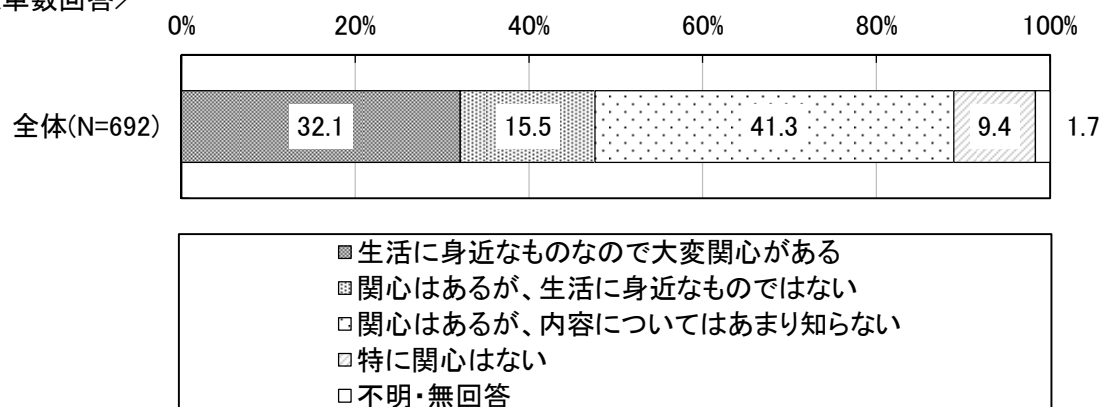 単数回答＞
0% 20% 40% 60% 80% 100%
全体(N=692) 32.1 15.5 41.3 9.4 1.7
生活に身近なものなので大変関心がある
関心はあるが、生活に身近なものではない
関心はあるが、内容についてはあまり知らない
特に関心はない
不明・無回答